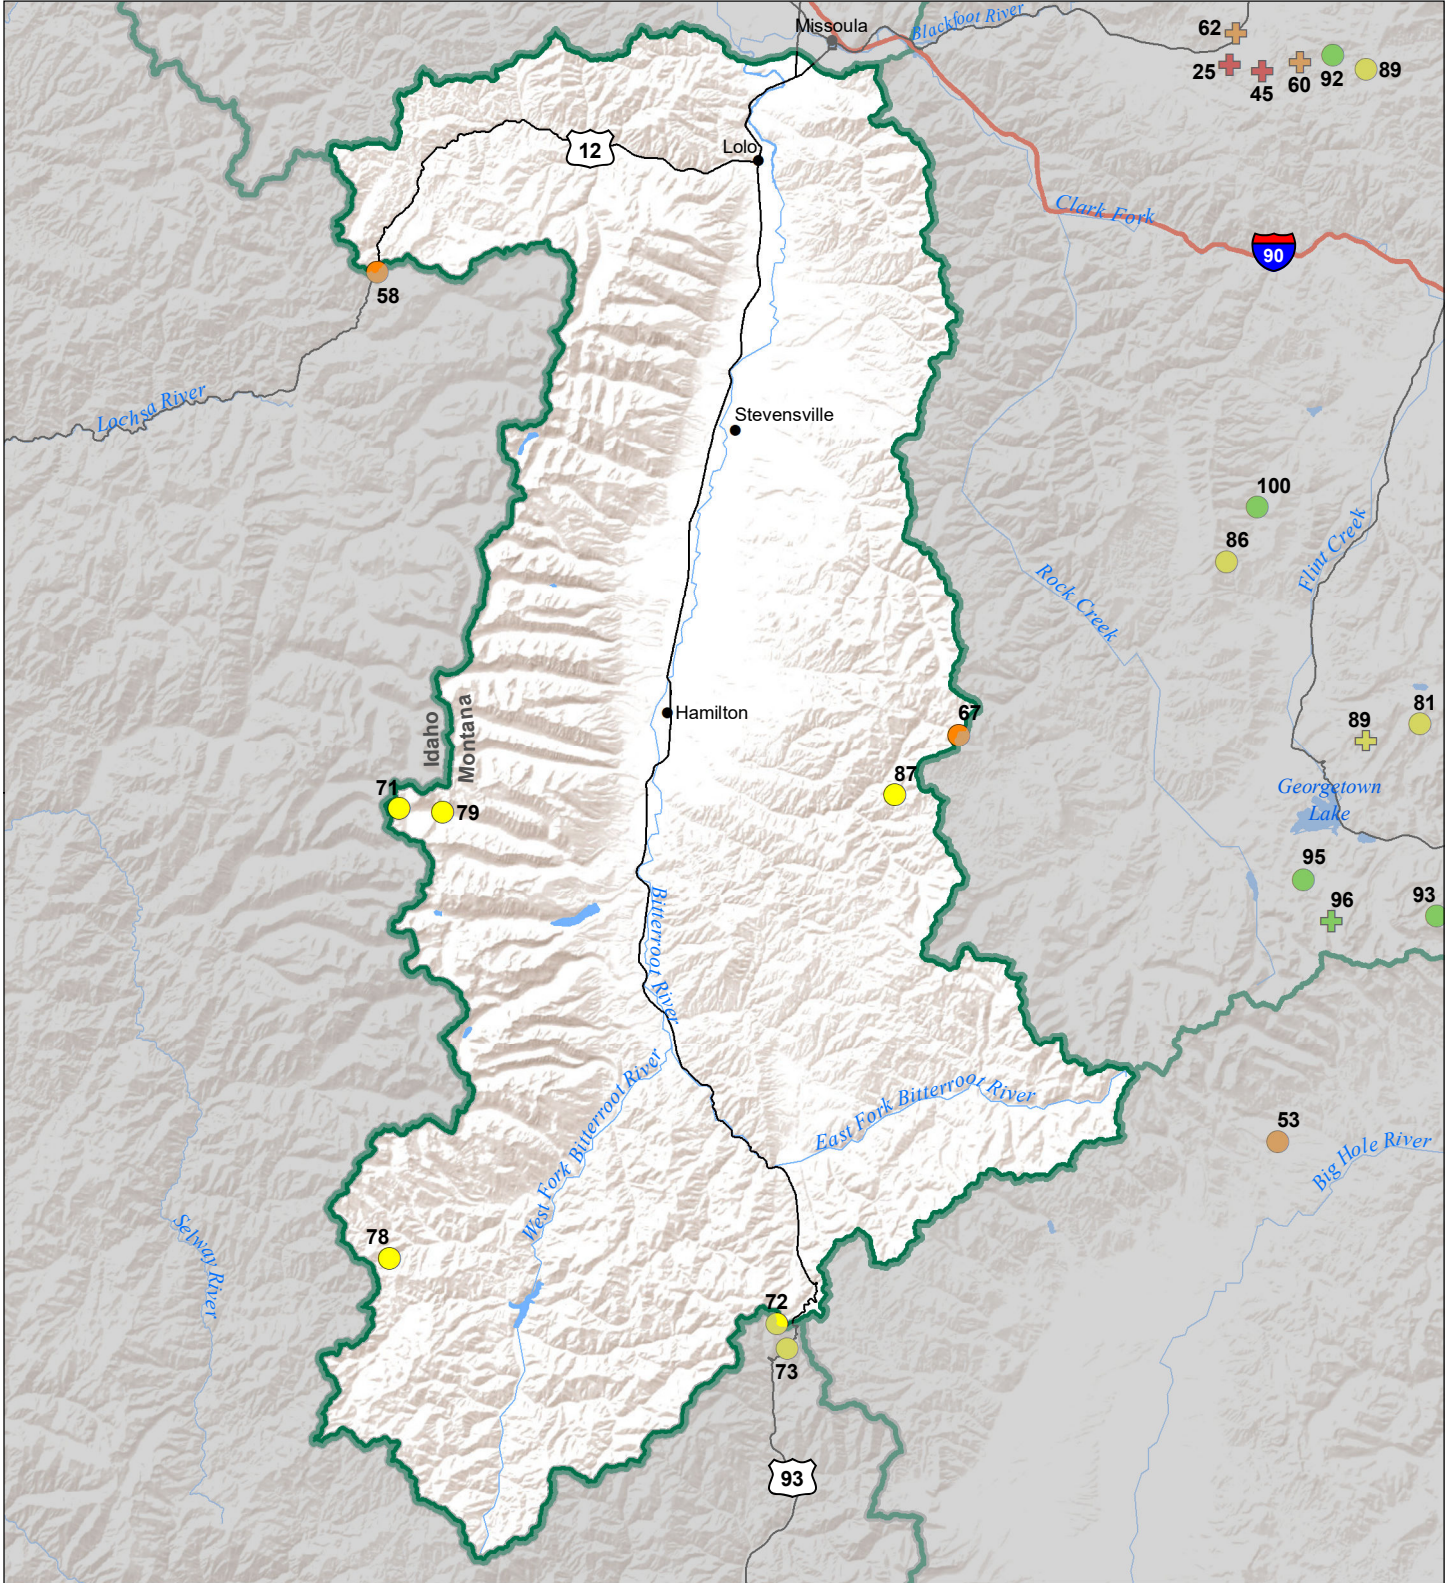 Missoula
Blackfoot River
62
25
45
60
92
89
12
Lolo
Clark Fork
90
58
Lochsa River
Stevensville
100
86
Flint Creek
Rock Creek
Idaho
Montana
Hamilton
67
81
89
71
79
87
Georgetown
Lake
95
96
93
Bitterroot River
West Fork Bitterroot River
East Fork Bitterroot River
53
Big Hole River
Selway River
78
72
73
93